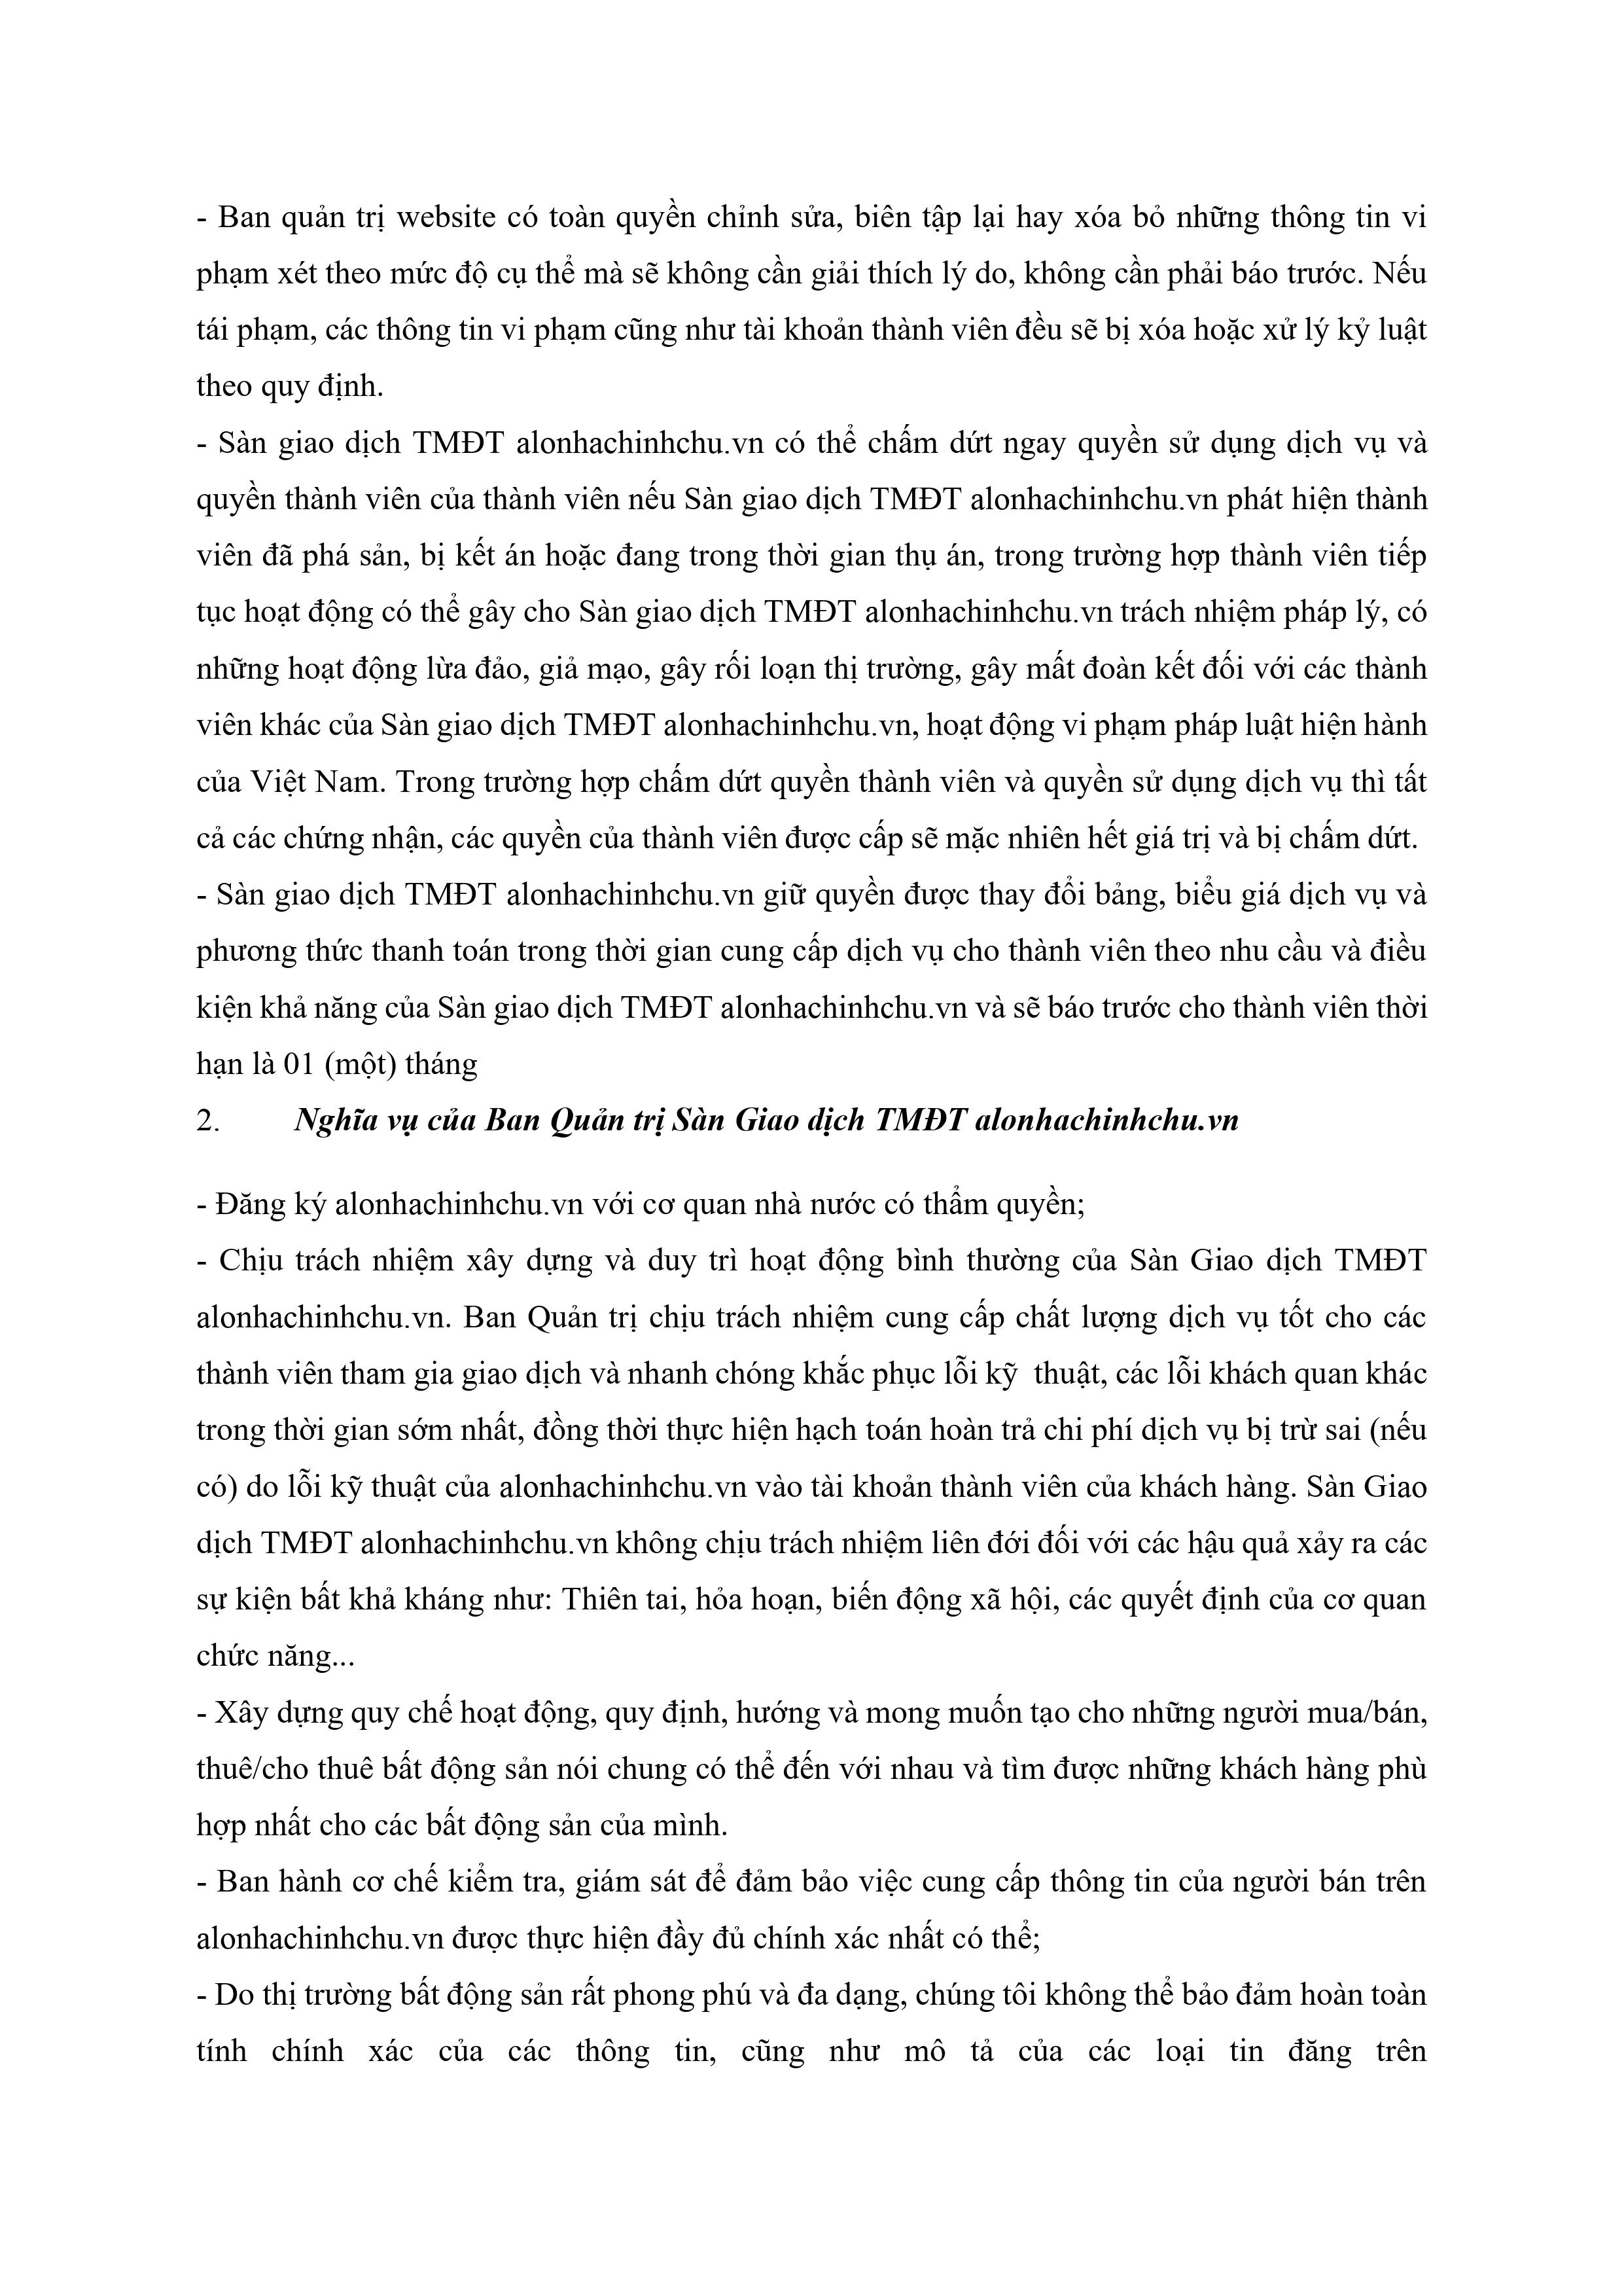 - Ban quản trị website có toàn quyền chỉnh sửa, biên tập lại hay xóa bỏ những thông tin vi
phạm xét theo mức độ cụ thể mà sẽ không cần giải thích lý do, không cần phải báo trước. Nếu
tái phạm, các thông tin vi phạm cũng như tài khoản thành viên đều sẽ bị xóa hoặc xử lý kỷ luật
theo quy định.
- Sàn giao dịch TMĐT alonhachinhchu.vn có thể chấm dứt ngay quyền sử dụng dịch vụ và
quyền thành viên của thành viên nếu Sàn giao dịch TMĐT alonhachinhchu.vn phát hiện thành
viên đã phá sản, bị kết án hoặc đang trong thời gian thụ án, trong trường hợp thành viên tiếp
tục hoạt động có thể gây cho Sàn giao dịch TMĐT alonhachinhchu.vn trách nhiệm pháp lý, có
những hoạt động lừa đảo, giả mạo, gây rối loạn thị trường, gây mất đoàn kết đối với các thành
viên khác của Sàn giao dịch TMĐT alonhachinhchu.vn, hoạt động vi phạm pháp luật hiện hành
của Việt Nam. Trong trường hợp chấm dứt quyền thành viên và quyền sử dụng dịch vụ thì tất
cả các chứng nhận, các quyền của thành viên được cấp sẽ mặc nhiên hết giá trị và bị chấm dứt.
- Sàn giao dịch TMĐT alonhachinhchu.vn giữ quyền được thay đổi bảng, biểu giá dịch vụ và
phương thức thanh toán trong thời gian cung cấp dịch vụ cho thành viên theo nhu cầu và điều
kiện khả năng của Sàn giao dịch TMĐT alonhachinhchu.vn và sẽ báo trước cho thành viên thời
hạn là 01 (một) tháng
2. Nghĩa vụ của Ban Quản trị Sàn Giao dịch TMĐT alonhachinhchu.vn
- Đăng ký alonhachinhchu.vn với cơ quan nhà nước có thẩm quyền;
- Chịu trách nhiệm xây dựng và duy trì hoạt động bình thường của Sàn Giao dịch TMĐT
alonhachinhchu.vn. Ban Quản trị chịu trách nhiệm cung cấp chất lượng dịch vụ tốt cho các
thành viên tham gia giao dịch và nhanh chóng khắc phục lỗi kỹ thuật, các lỗi khách quan khác
trong thời gian sớm nhất, đồng thời thực hiện hạch toán hoàn trả chi phí dịch vụ bị trừ sai (nếu
có) do lỗi kỹ thuật của alonhachinhchu.vn vào tài khoản thành viên của khách hàng. Sàn Giao
dịch TMĐT alonhachinhchu.vn không chịu trách nhiệm liên đới đối với các hậu quả xảy ra các
sự kiện bất khả kháng như: Thiên tai, hỏa hoạn, biến động xã hội, các quyết định của cơ quan
chức năng...
- Xây dựng quy chế hoạt động, quy định, hướng và mong muốn tạo cho những người mua/bán,
thuê/cho thuê bất động sản nói chung có thể đến với nhau và tìm được những khách hàng phù
hợp nhất cho các bất động sản của mình.
- Ban hành cơ chế kiểm tra, giám sát để đảm bảo việc cung cấp thông tin của người bán trên
alonhachinhchu.vn được thực hiện đầy đủ chính xác nhất có thể;
- Do thị trường bất động sản rất phong phú và đa dạng, chúng tôi không thể bảo đảm hoàn toàn
tính chính xác của các thông tin, cũng như mô tả của các loại tin đăng trên